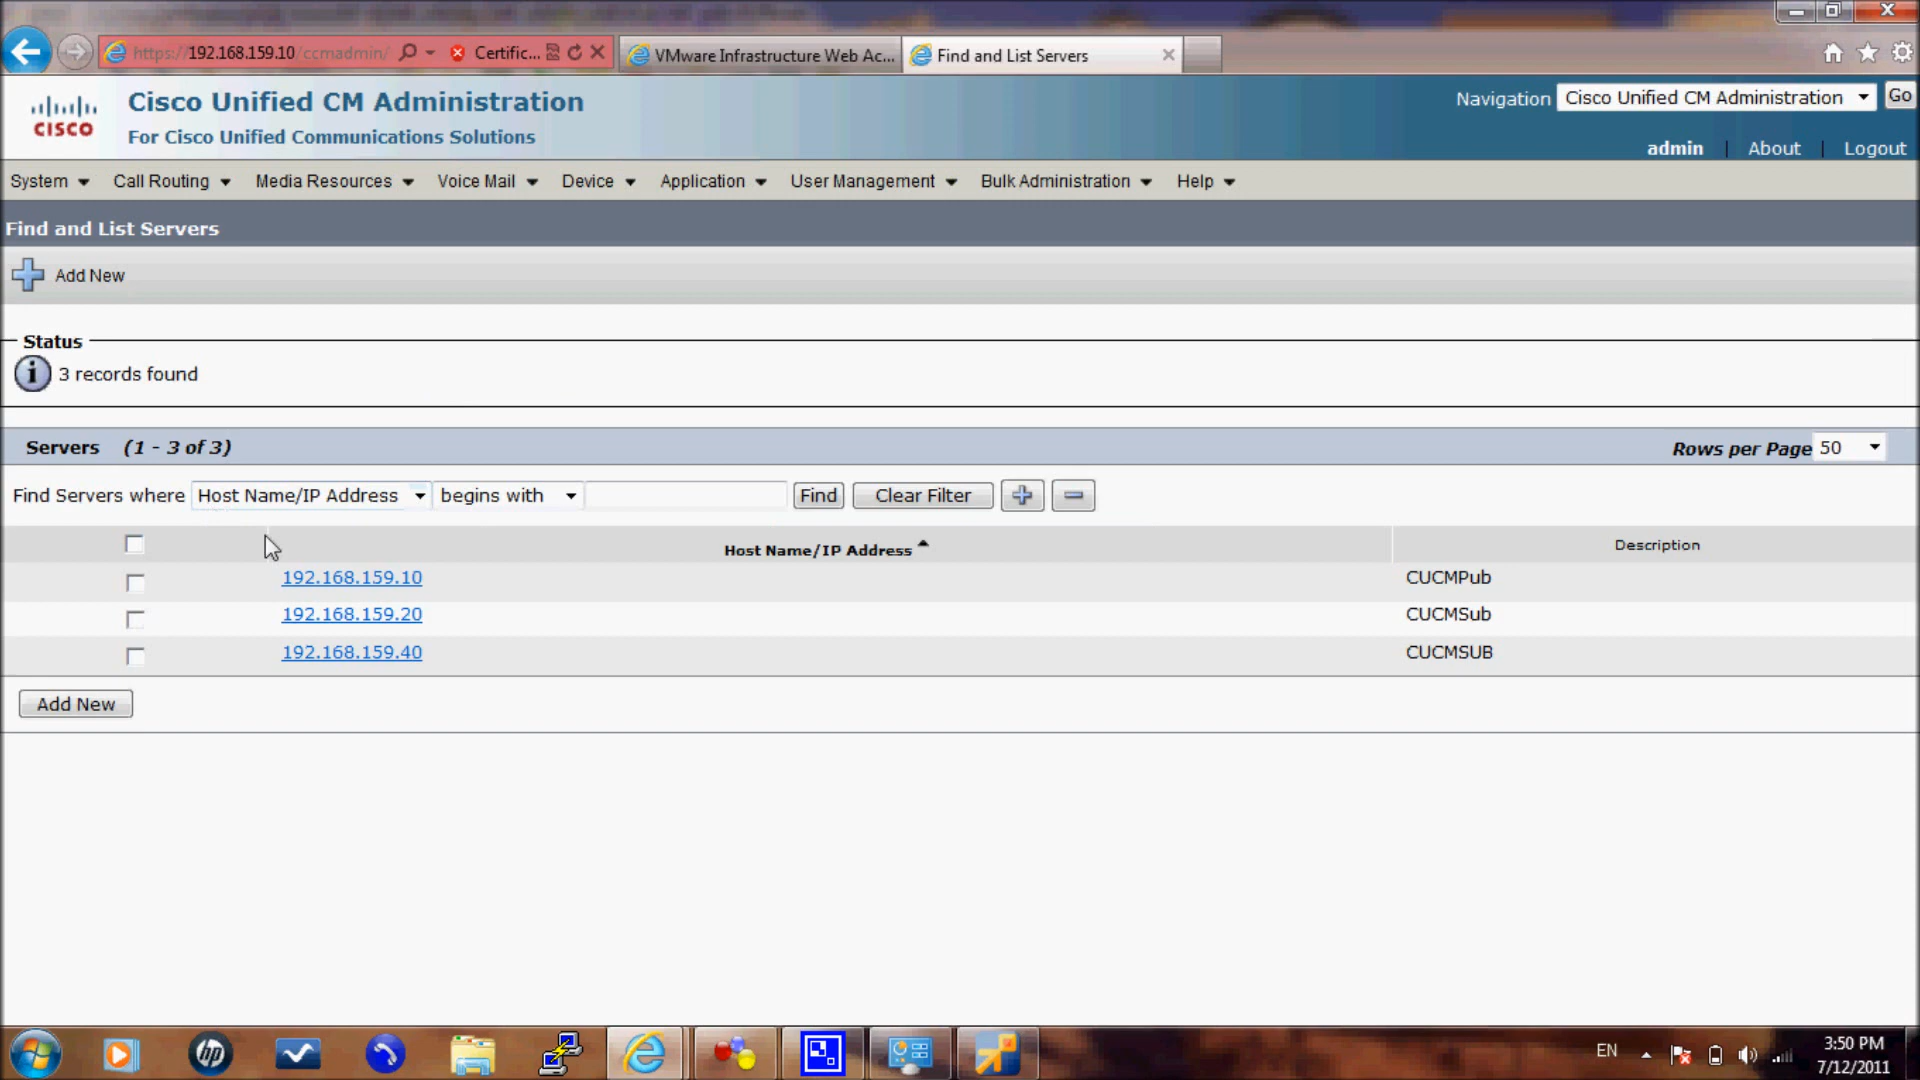 https://192.168.159.10/ccmadmin/ Certific... VMware Infrastructure Web Ac... Find and List Servers
CISCO
Cisco Unified CM Administration
For Cisco Unified Communications Solutions
Navigation Cisco Unified CM Administration Go
admin | About | Logout
System Call Routing Media Resources Voice Mail Device Application User Management Bulk Administration Help
Find and List Servers
Add New
Status
i 3 records found
Servers (1 - 3 of 3) Rows per Page 50
Find Servers where Host Name/IP Address begins with Find Clear Filter
Host Name/IP Address Description
192.168.159.10 CUCMPub
192.168.159.20 CUCMSub
192.168.159.40 CUCMSUB
Add New
hp
EN
3:50 PM
7/12/2011